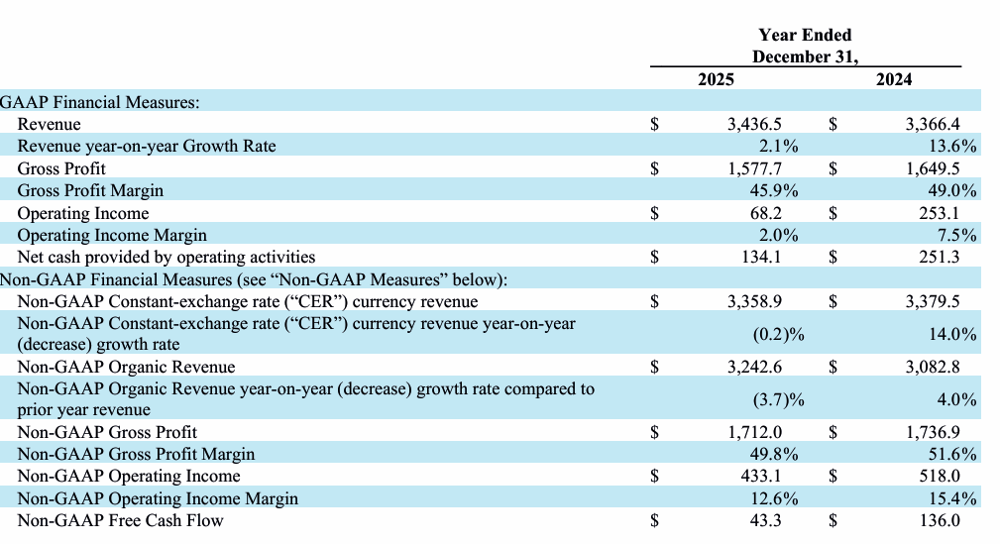 Year Ended
December 31,
2025 2024
GAAP Financial Measures:
Revenue $ 3,436.5 $ 3,366.4
Revenue year-on-year Growth Rate 2.1% 13.6%
Gross Profit $ 1,577.7 $ 1,649.5
Gross Profit Margin 45.9% 49.0%
Operating Income $ 68.2 $ 253.1
Operating Income Margin 2.0% 7.5%
Net cash provided by operating activities $ 134.1 $ 251.3
Non-GAAP Financial Measures (see “Non-GAAP Measures” below):
Non-GAAP Constant-exchange rate (“CER”) currency revenue $ 3,358.9 $ 3,379.5
Non-GAAP Constant-exchange rate (“CER”) currency revenue year-on-year
(decrease) growth rate (0.2)% 14.0%
Non-GAAP Organic Revenue $ 3,242.6 $ 3,082.8
Non-GAAP Organic Revenue year-on-year (decrease) growth rate compared to
prior year revenue (3.7)% 4.0%
Non-GAAP Gross Profit $ 1,712.0 $ 1,736.9
Non-GAAP Gross Profit Margin 49.8% 51.6%
Non-GAAP Operating Income $ 433.1 $ 518.0
Non-GAAP Operating Income Margin 12.6% 15.4%
Non-GAAP Free Cash Flow $ 43.3 $ 136.0